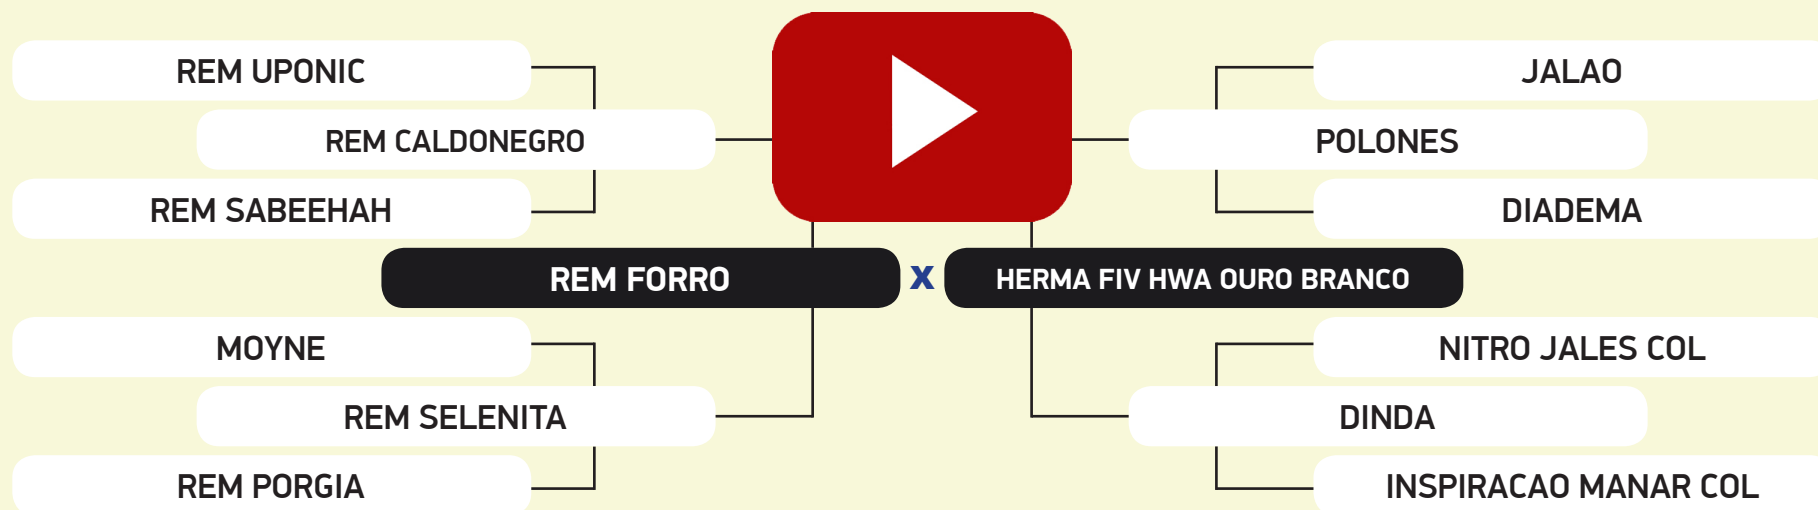 REM UPONIC
JALAO
REM CALDONEGRO
POLONES
REM SABEEHAH
DIADEMA
REM FORRO X HERMA FIV HWA OURO BRANCO
MOYNE
NITRO JALES COL
REM SELENITA
DINDA
REM PORGIA
INSPIRACAO MANAR COL